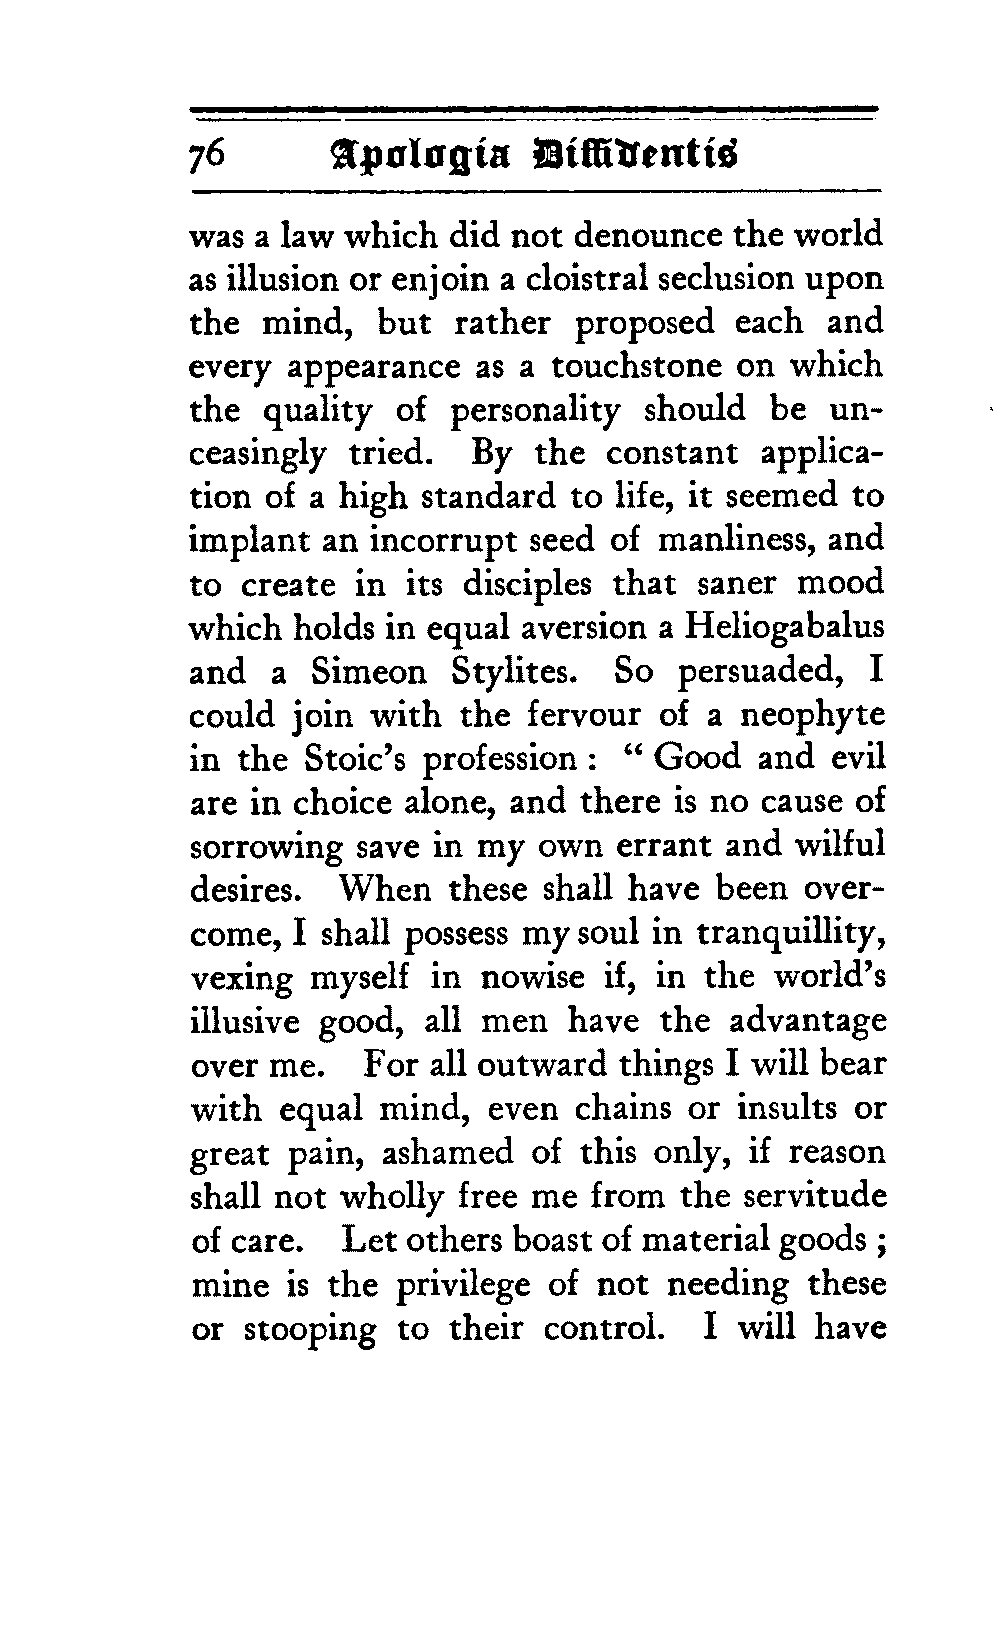 76 Apologia Diffidentis
was a law which did not denounce the world
as illusion or enjoin a cloistral seclusion upon
the mind, but rather proposed each and
every appearance as a touchstone on which
the quality of personality should be un-
ceasingly tried. By the constant applica-
tion of a high standard to life, it seemed to
implant an incorrupt seed of manliness, and
to create in its disciples that saner mood
which holds in equal aversion a Heliogabalus
and a Simeon Stylites. So persuaded, I
could join with the fervour of a neophyte
in the Stoic's profession : “ Good and evil
are in choice alone, and there is no cause of
sorrowing save in my own errant and wilful
desires. When these shall have been over-
come, I shall possess my soul in tranquillity,
vexing myself in nowise if, in the world's
illusive good, all men have the advantage
over me. For all outward things I will bear
with equal mind, even chains or insults or
great pain, ashamed of this only, if reason
shall not wholly free me from the servitude
of care. Let others boast of material goods ;
mine is the privilege of not needing these
or stooping to their control. I will have